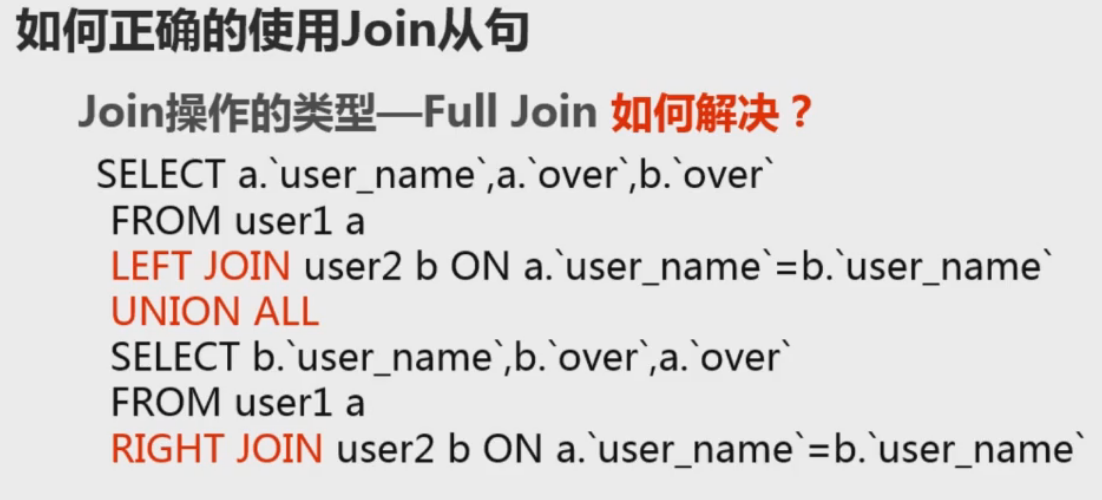 如何正确的使用Join从句
Join操作的类型—Full Join 如何解决？
SELECT a.`user_name`,a.`over`,b.`over`
FROM user1 a
LEFT JOIN user2 b ON a.`user_name`=b.`user_name`
UNION ALL
SELECT b.`user_name`,b.`over`,a.`over`
FROM user1 a
RIGHT JOIN user2 b ON a.`user_name`=b.`user_name`